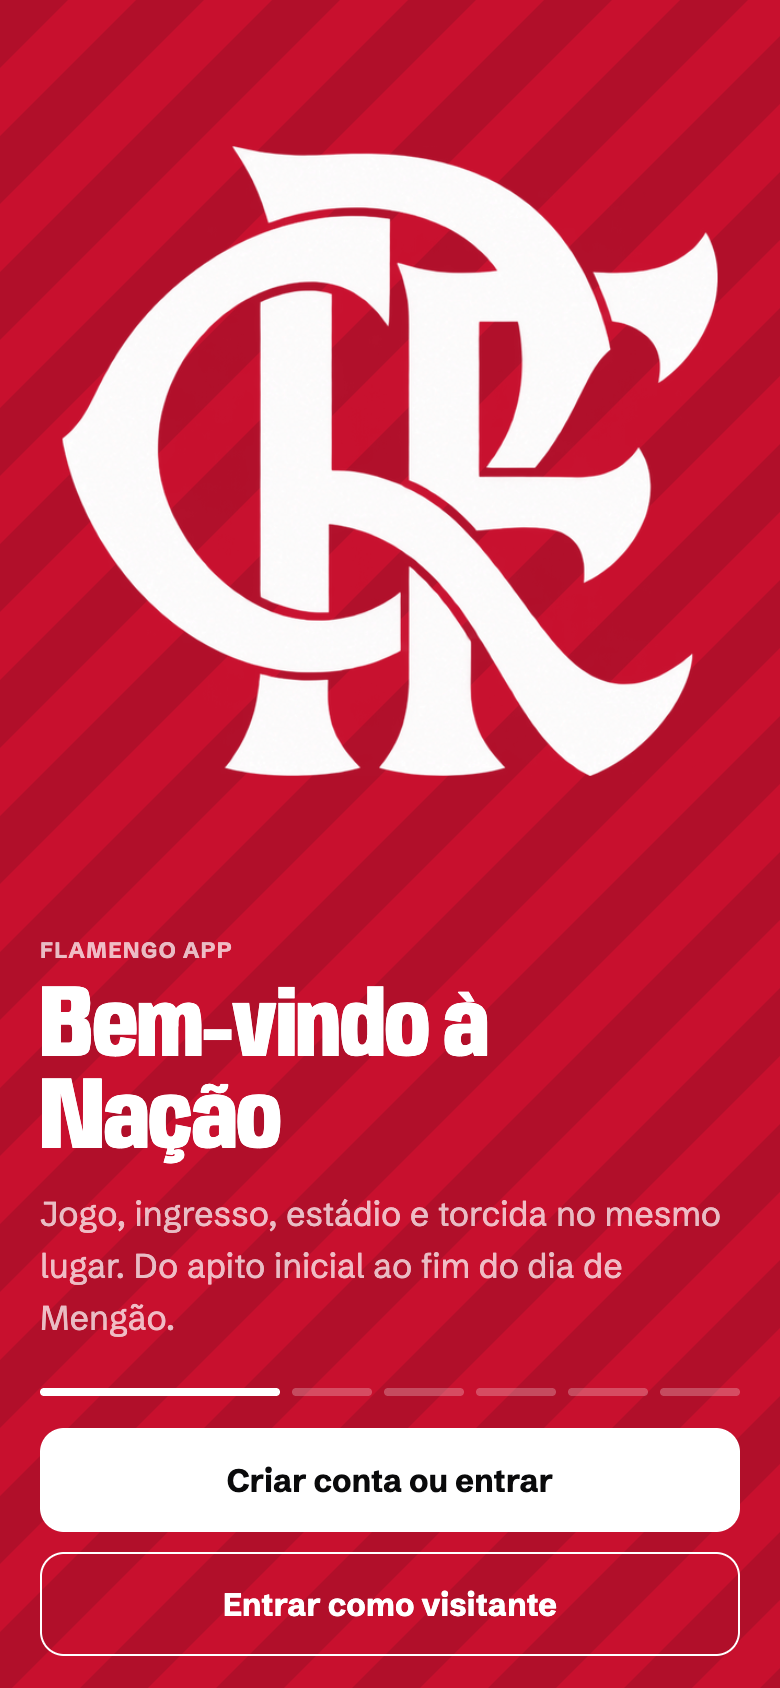 CRF
FLAMENGO APP
Bem-vindo à
Nação
Jogo, ingresso, estádio e torcida no mesmo
lugar. Do apito inicial ao fim do dia de
Mengão.
Criar conta ou entrar
Entrar como visitante